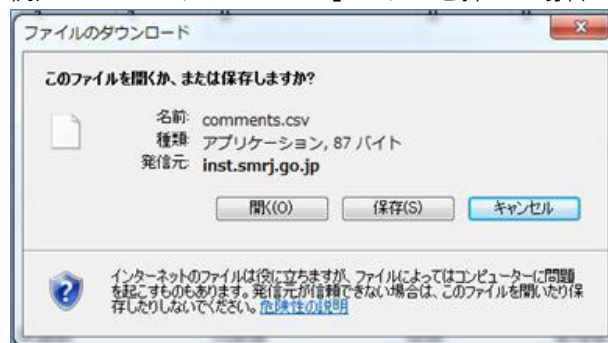 ファイルのダウンロード
このファイルを開くか、または保存しますか?
名前: comments.csv
種類: アプリケーション, 87 バイト
発信元: inst.smrj.go.jp
開く(O) 保存(S) キャンセル
インターネットのファイルは役に立ちますが、ファイルによってはコンピューターに問題
を起こすものもあります。発信元が信頼できない場合は、このファイルを開いたり保
存したりしないでください。危険性の説明